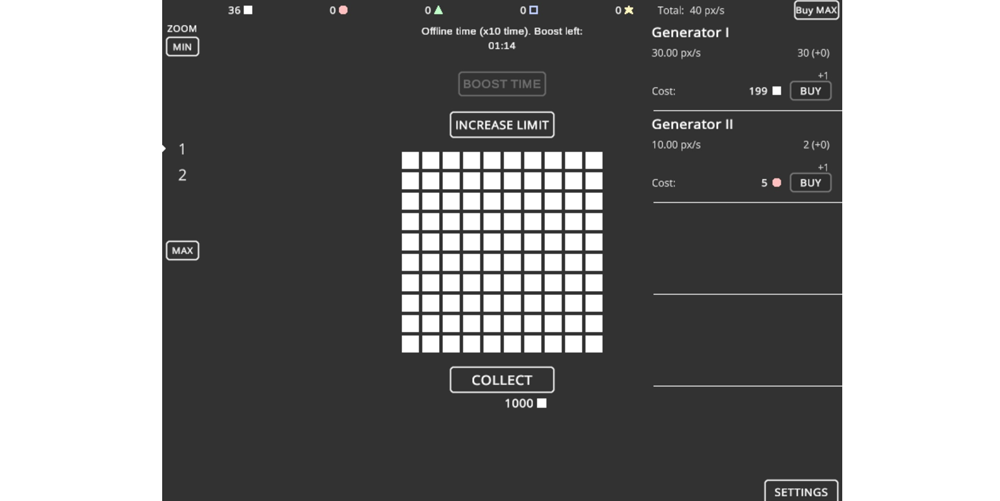 36 0 0 0 0 Total: 40 px/s Buy MAX
ZOOM
MIN
1
2
MAX
Offline time (x10 time). Boost left:
01:14
BOOST TIME
INCREASE LIMIT
COLLECT
1000
Generator I
30.00 px/s 30 (+0)
+1
Cost: 199 BUY
Generator II
10.00 px/s 2 (+0)
+1
Cost: 5 BUY
SETTINGS